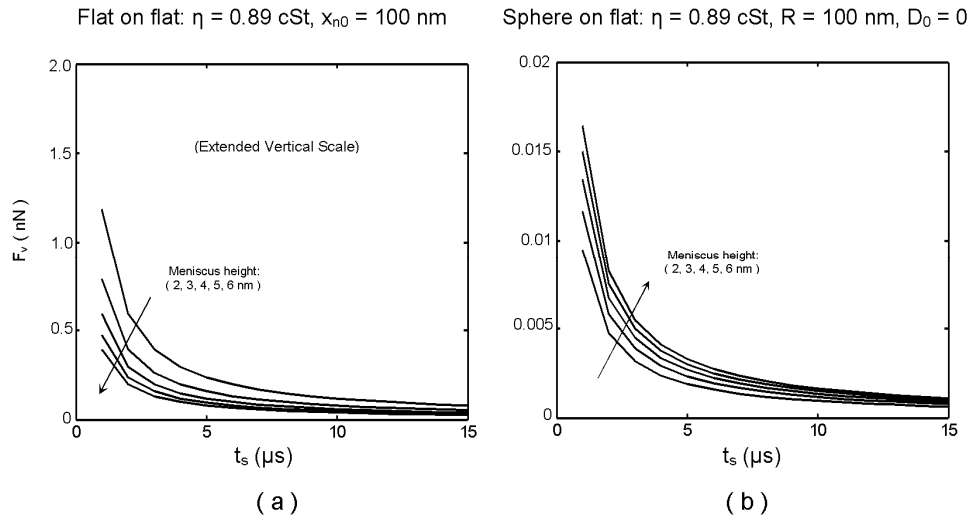 Flat on flat: η = 0.89 cSt, xn0 = 100 nm
Sphere on flat: η = 0.89 cSt, R = 100 nm, D0 = 0
2.0
1.5
1.0
0.5
0
Fv ( nN )
(Extended Vertical Scale)
Meniscus height:
( 2, 3, 4, 5, 6 nm )
0
5
10
15
ts (μs)
( a )
0.02
0.015
0.01
0.005
0
Meniscus height:
( 2, 3, 4, 5, 6 nm )
0
5
10
15
ts (μs)
( b )